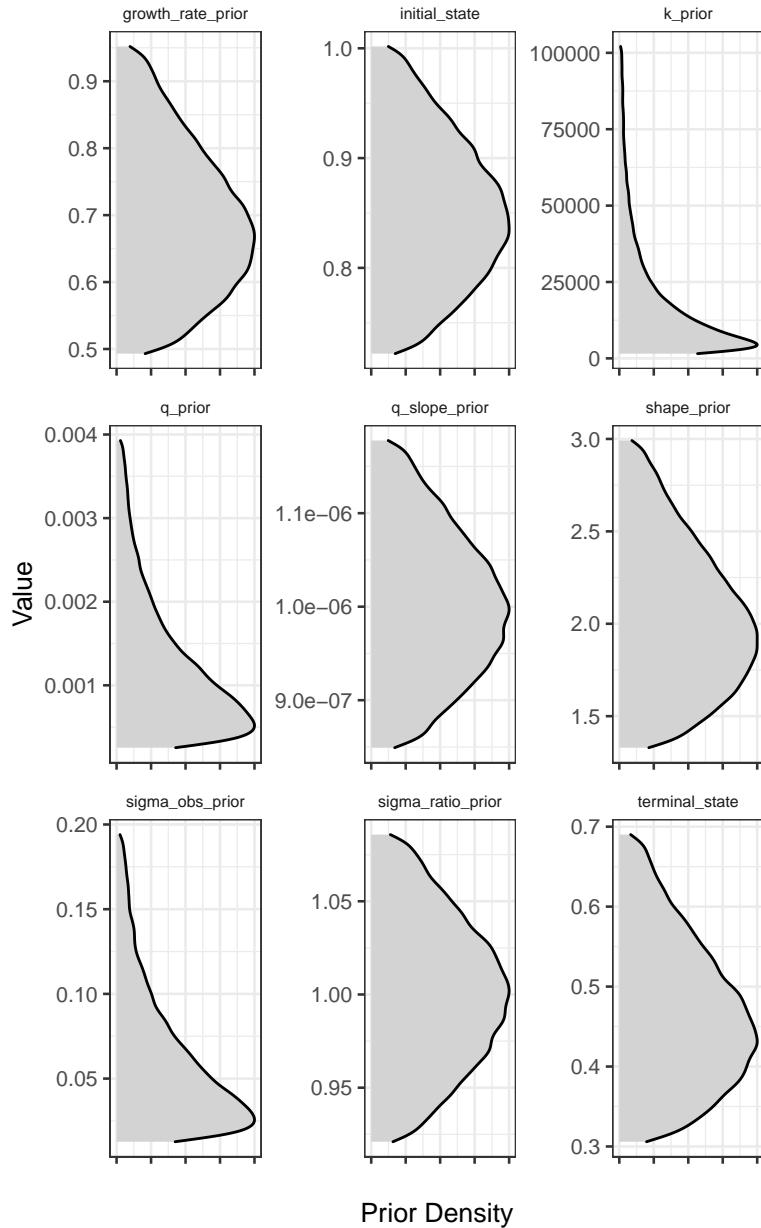 growth_rate_prior
initial_state
k_prior
0.9
0.8
0.7
0.6
0.5
1.0
0.9
0.8
100000
75000
50000
25000
0
q_prior
q_slope_prior
shape_prior
0.004
0.003
0.002
0.001
1.1e−06
1.0e−06
9.0e−07
3.0
2.5
2.0
1.5
Value
sigma_obs_prior
sigma_ratio_prior
terminal_state
0.20
0.15
0.10
0.05
1.05
1.00
0.95
0.7
0.6
0.5
0.4
0.3
Prior Density